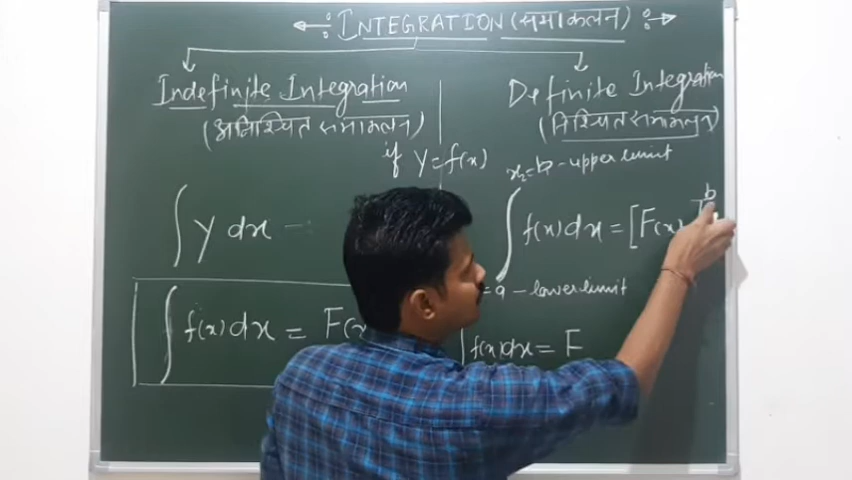 INTEGRATION (समाकलन)
Indefinite Integration
(अनिश्चित समाकलन)
Definite Integration
(निश्चित समाकलन)
if y = f(x)
x₂ = b - upper limit
∫ y dx -
∫ f(x) dx = [F(x)]ᵇ
= a - lower limit
∫ f(x) dx = F(x
f(x) dx = F